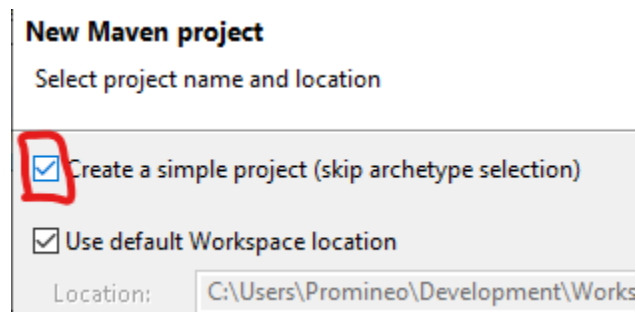 New Maven project
Select project name and location
Create a simple project (skip archetype selection)
Use default Workspace location
Location: C:\Users\Promineo\Development\Works